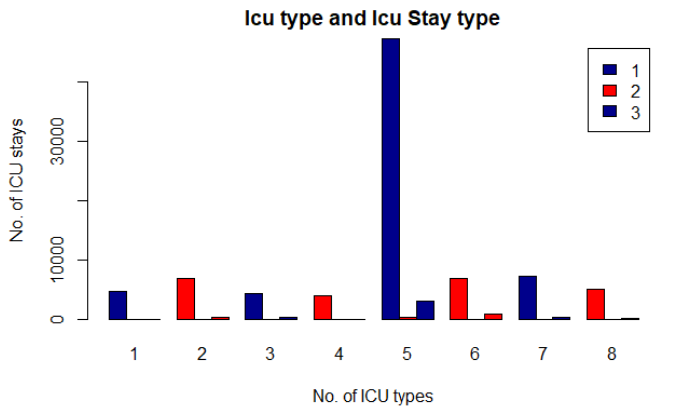 Icu type and Icu Stay type
1
2
3
No. of ICU stays
30000
10000
0
1 2 3 4 5 6 7 8
No. of ICU types